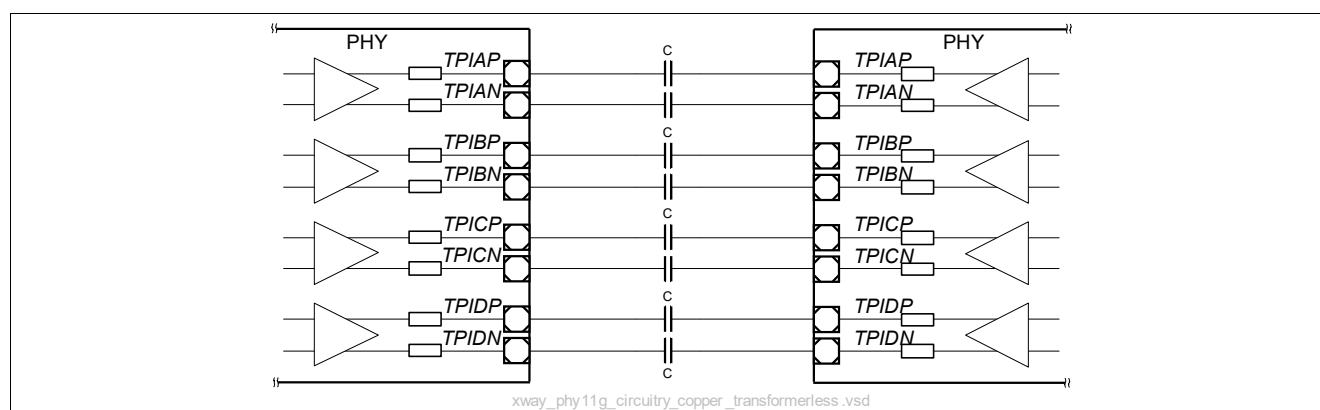 PHY
PHY
C
TPIAP
TPIAP
TPIAN
TPIAN
C
TPIBP
TPIBP
TPIBN
TPIBN
C
TPICP
TPICP
TPICN
TPICN
C
TPIDP
TPIDP
TPIDN
TPIDN
C
xway_phy11g_circuitry_copper_transformerless.vsd